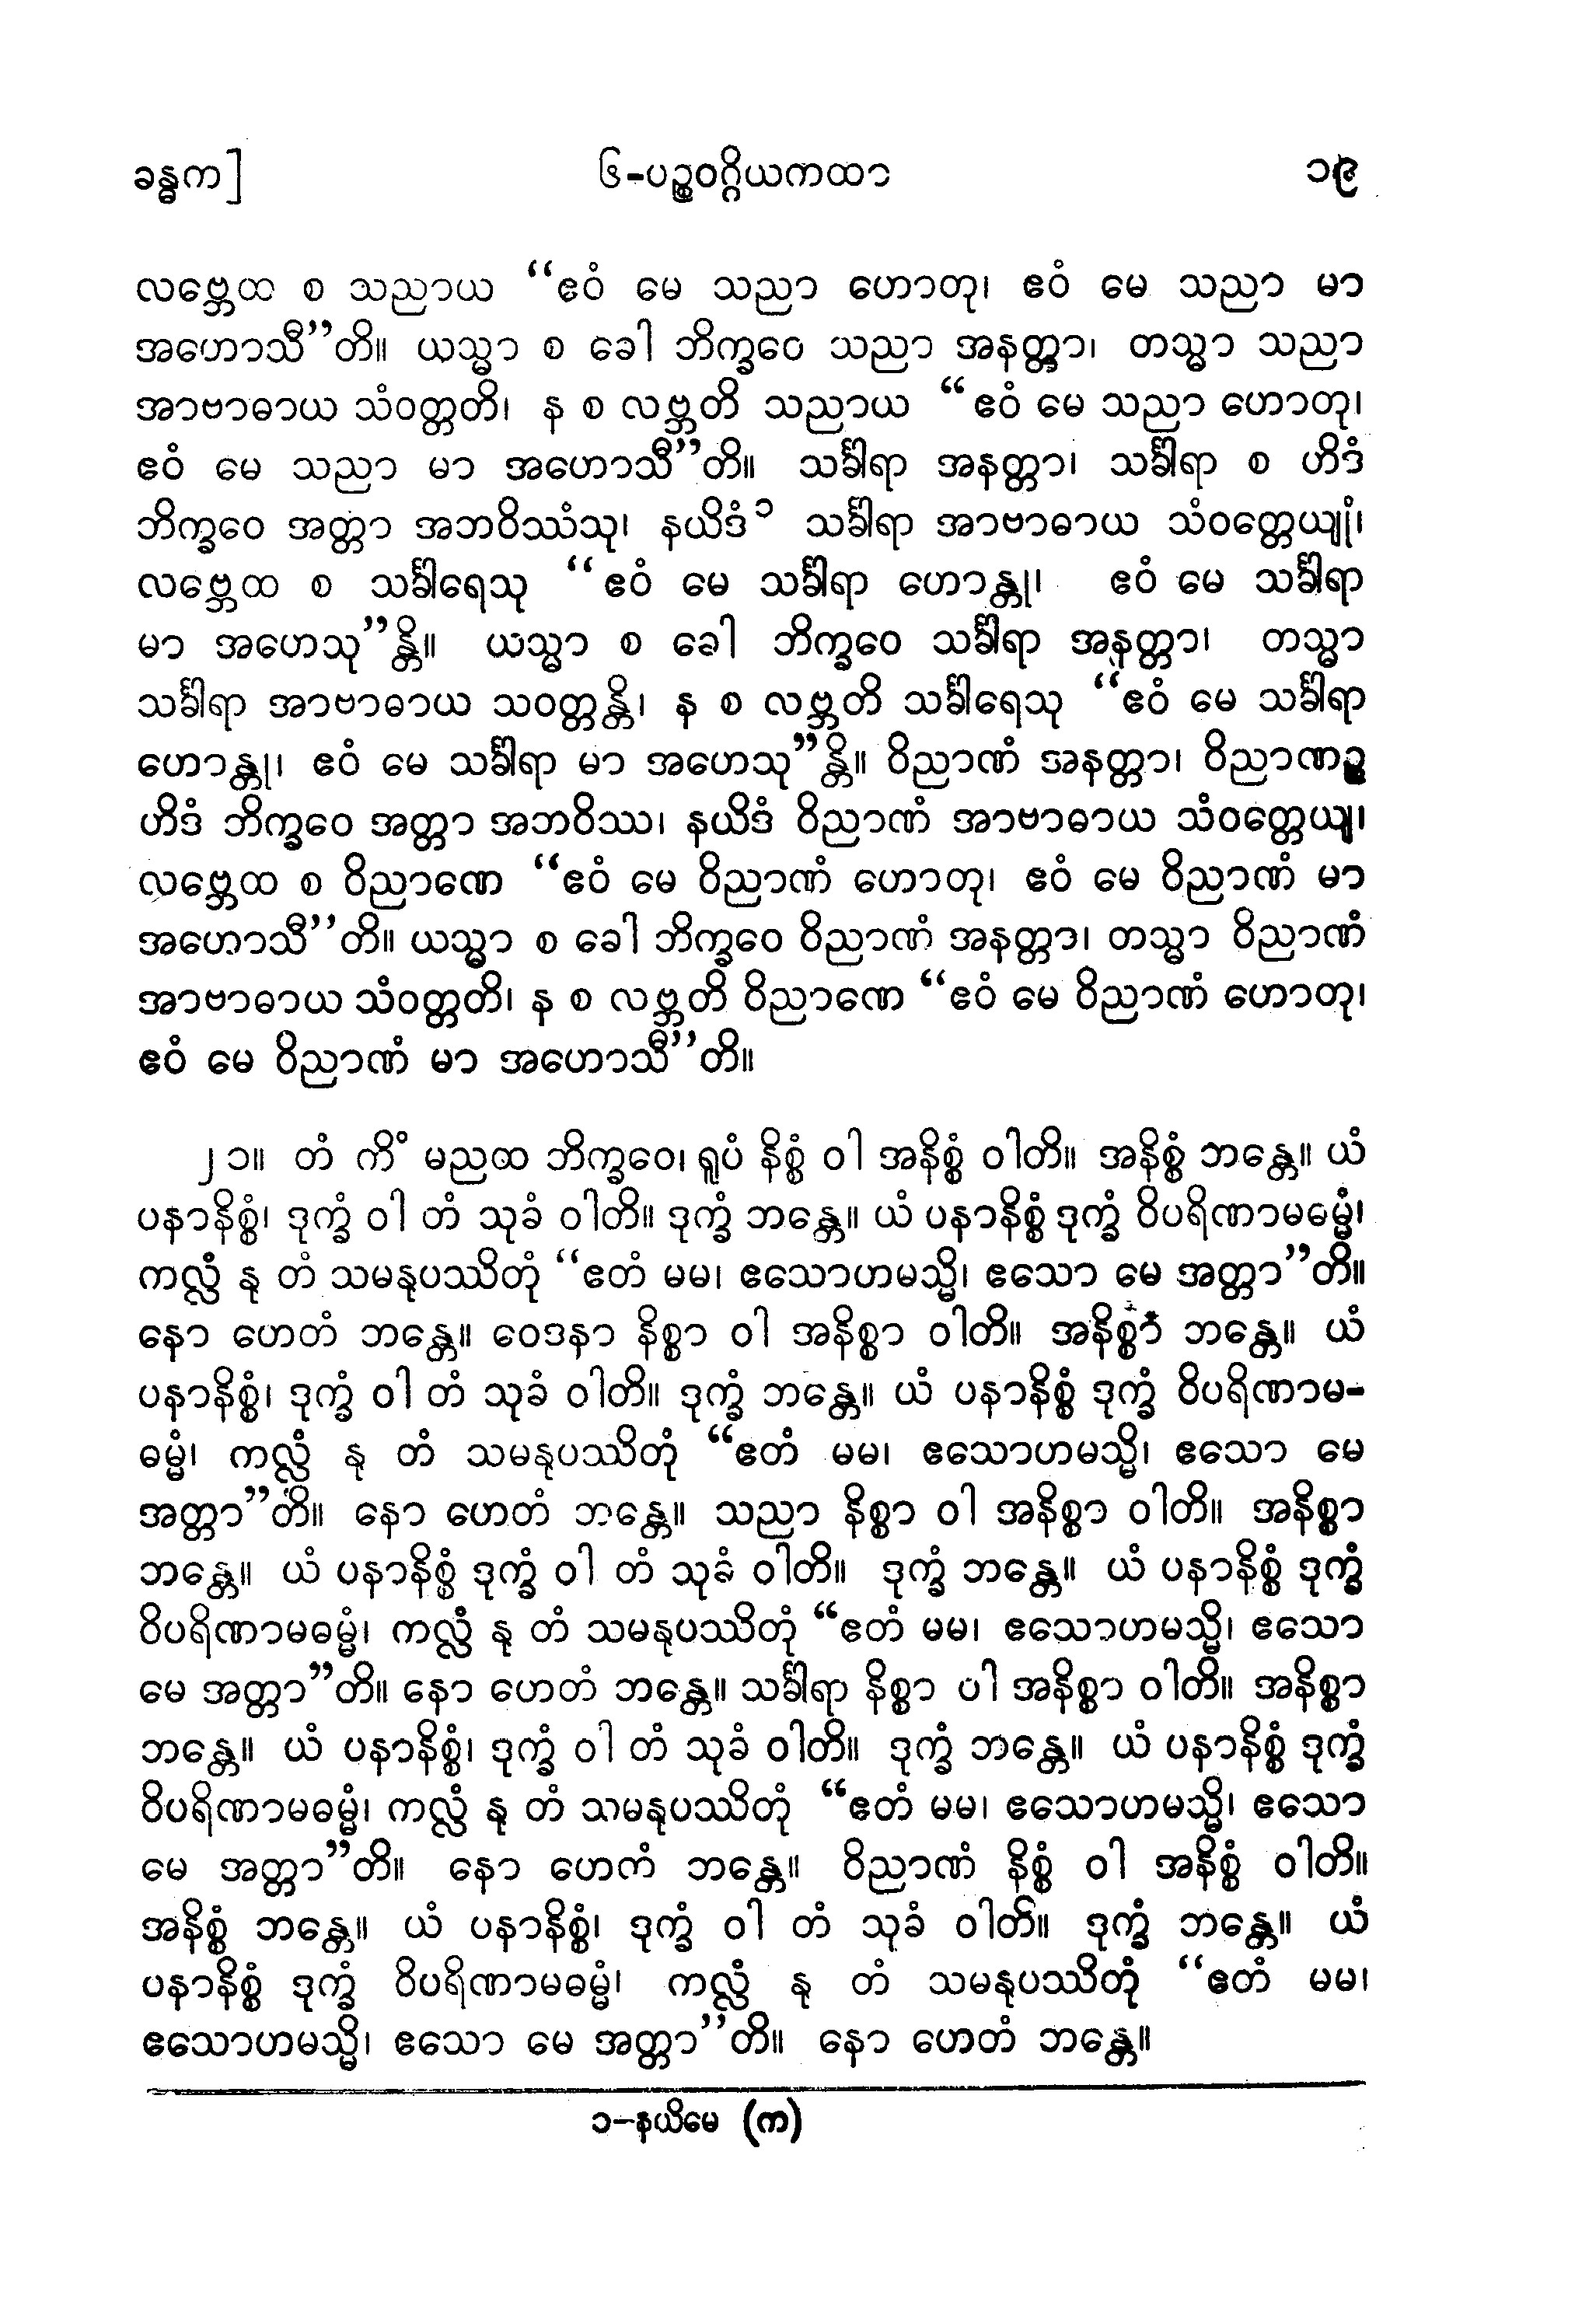 ခန္ဓက]
၆-ပဉ္စဝဂ္ဂိယကထာ
၁၉
လဗ္ဘေထ စ သညာယ “ဧဝံ မေ သညာ ဟောတု၊ ဧဝံ မေ သညာ မာ
အဟောသီ”တိ။ ယသ္မာ စ ခေါ ဘိက္ခဝေ သညာ အနတ္တာ၊ တသ္မာ သညာ
အာဗာဓာယ သံဝတ္တတိ၊ န စ လဗ္ဘတိ သညာယ “ဧဝံ မေ သညာ ဟောတု၊
ဧဝံ မေ သညာ မာ အဟောသီ”တိ။ သင်္ခါရာ အနတ္တာ၊ သင်္ခါရာ စ ဟိဒံ
ဘိက္ခဝေ အတ္တာ အဘဝိဿံသု၊ နယိဒံ၁ သင်္ခါရာ အာဗာဓာယ သံဝတ္တေယျုံ၊
လဗ္ဘေထ စ သင်္ခါရေသု “ဧဝံ မေ သင်္ခါရာ ဟောန္တု၊ ဧဝံ မေ သင်္ခါရာ
မာ အဟေသု”န္တိ။ ယသ္မာ စ ခေါ ဘိက္ခဝေ သင်္ခါရာ အနတ္တာ၊ တသ္မာ
သင်္ခါရာ အာဗာဓာယ သဝတ္တန္တိ၊ န စ လဗ္ဘတိ သင်္ခါရေသု “ဧဝံ မေ သင်္ခါရာ
ဟောန္တု၊ ဧဝံ မေ သင်္ခါရာ မာ အဟေသု”န္တိ။ ဝိညာဏံ အနတ္တာ၊ ဝိညာဏဉ္စ
ဟိဒံ ဘိက္ခဝေ အတ္တာ အဘဝိဿ၊ နယိဒံ ဝိညာဏံ အာဗာဓာယ သံဝတ္တေယျ၊
လဗ္ဘေထ စ ဝိညာဏေ “ဧဝံ မေ ဝိညာဏံ ဟောတု၊ ဧဝံ မေ ဝိညာဏံ မာ
အဟောသီ”တိ။ ယသ္မာ စ ခေါ ဘိက္ခဝေ ဝိညာဏံ အနတ္တာ၊ တသ္မာ ဝိညာဏံ
အာဗာဓာယ သံဝတ္တတိ၊ န စ လဗ္ဘတိ ဝိညာဏေ “ဧဝံ မေ ဝိညာဏံ ဟောတု၊
ဧဝံ မေ ဝိညာဏံ မာ အဟောသီ”တိ။
၂၁။ တံ ကိံ မညထ ဘိက္ခဝေ၊ ရူပံ နိစ္စံ ဝါ အနိစ္စံ ဝါတိ။ အနိစ္စံ ဘန္တေ။ ယံ
ပနာနိစ္စံ၊ ဒုက္ခံ ဝါ တံ သုခံ ဝါတိ။ ဒုက္ခံ ဘန္တေ။ ယံ ပနာနိစ္စံ ဒုက္ခံ ဝိပရိဏာမဓမ္မံ၊
ကလ္လံ နု တံ သမနုပဿိတုံ “ဧတံ မမ၊ ဧသောဟမသ္မိ၊ ဧသော မေ အတ္တာ”တိ။
နော ဟေတံ ဘန္တေ။ ဝေဒနာ နိစ္စာ ဝါ အနိစ္စာ ဝါတိ။ အနိစ္စာ ဘန္တေ။ ယံ
ပနာနိစ္စံ၊ ဒုက္ခံ ဝါ တံ သုခံ ဝါတိ။ ဒုက္ခံ ဘန္တေ။ ယံ ပနာနိစ္စံ ဒုက္ခံ ဝိပရိဏာမ-
ဓမ္မံ၊ ကလ္လံ နု တံ သမနုပဿိတုံ “ဧတံ မမ၊ ဧသောဟမသ္မိ၊ ဧသော မေ
အတ္တာ”တိ။ နော ဟေတံ ဘန္တေ။ သညာ နိစ္စာ ဝါ အနိစ္စာ ဝါတိ။ အနိစ္စာ
ဘန္တေ။ ယံ ပနာနိစ္စံ ဒုက္ခံ ဝါ တံ သုခံ ဝါတိ။ ဒုက္ခံ ဘန္တေ။ ယံ ပနာနိစ္စံ ဒုက္ခံ
ဝိပရိဏာမဓမ္မံ၊ ကလ္လံ နု တံ သမနုပဿိတုံ “ဧတံ မမ၊ ဧသောဟမသ္မိ၊ ဧသော
မေ အတ္တာ”တိ။ နော ဟေတံ ဘန္တေ။ သင်္ခါရာ နိစ္စာ ဝါ အနိစ္စာ ဝါတိ။ အနိစ္စာ
ဘန္တေ။ ယံ ပနာနိစ္စံ၊ ဒုက္ခံ ဝါ တံ သုခံ ဝါတိ။ ဒုက္ခံ ဘန္တေ။ ယံ ပနာနိစ္စံ ဒုက္ခံ
ဝိပရိဏာမဓမ္မံ၊ ကလ္လံ နု တံ သမနုပဿိတုံ “ဧတံ မမ၊ ဧသောဟမသ္မိ၊ ဧသော
မေ အတ္တာ”တိ။ နော ဟေတံ ဘန္တေ။ ဝိညာဏံ နိစ္စံ ဝါ အနိစ္စံ ဝါတိ။
အနိစ္စံ ဘန္တေ။ ယံ ပနာနိစ္စံ၊ ဒုက္ခံ ဝါ တံ သုခံ ဝါတိ။ ဒုက္ခံ ဘန္တေ။ ယံ
ပနာနိစ္စံ ဒုက္ခံ ဝိပရိဏာမဓမ္မံ၊ ကလ္လံ နု တံ သမနုပဿိတုံ “ဧတံ မမ၊
ဧသောဟမသ္မိ၊ ဧသော မေ အတ္တာ”တိ။ နော ဟေတံ ဘန္တေ။
၁-နယိမေ (က)